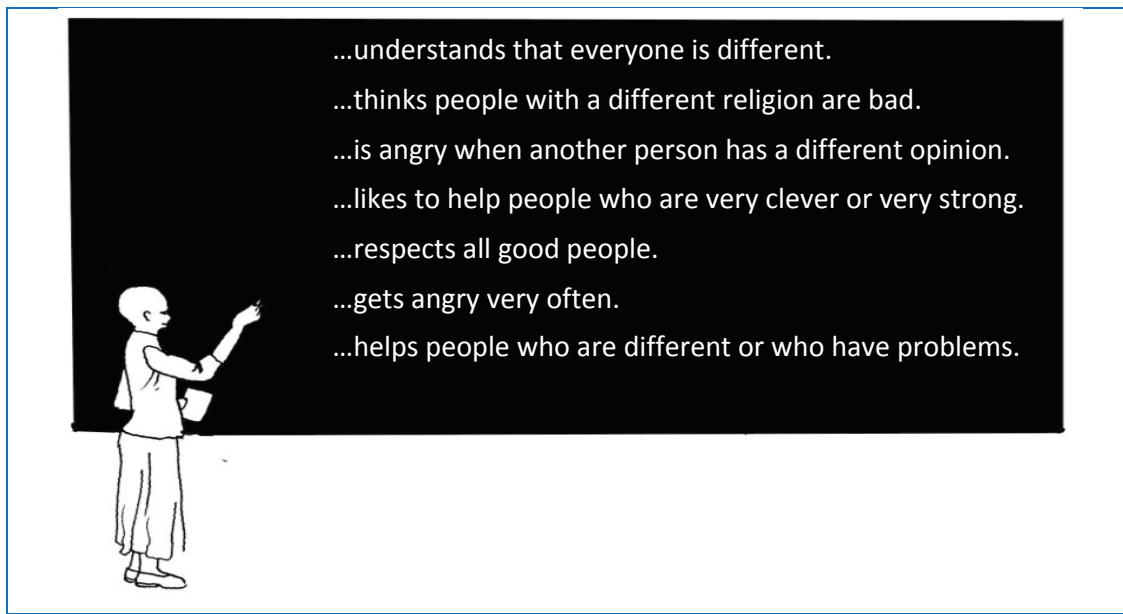 …understands that everyone is different.
…thinks people with a different religion are bad.
…is angry when another person has a different opinion.
…likes to help people who are very clever or very strong.
…respects all good people.
…gets angry very often.
…helps people who are different or who have problems.